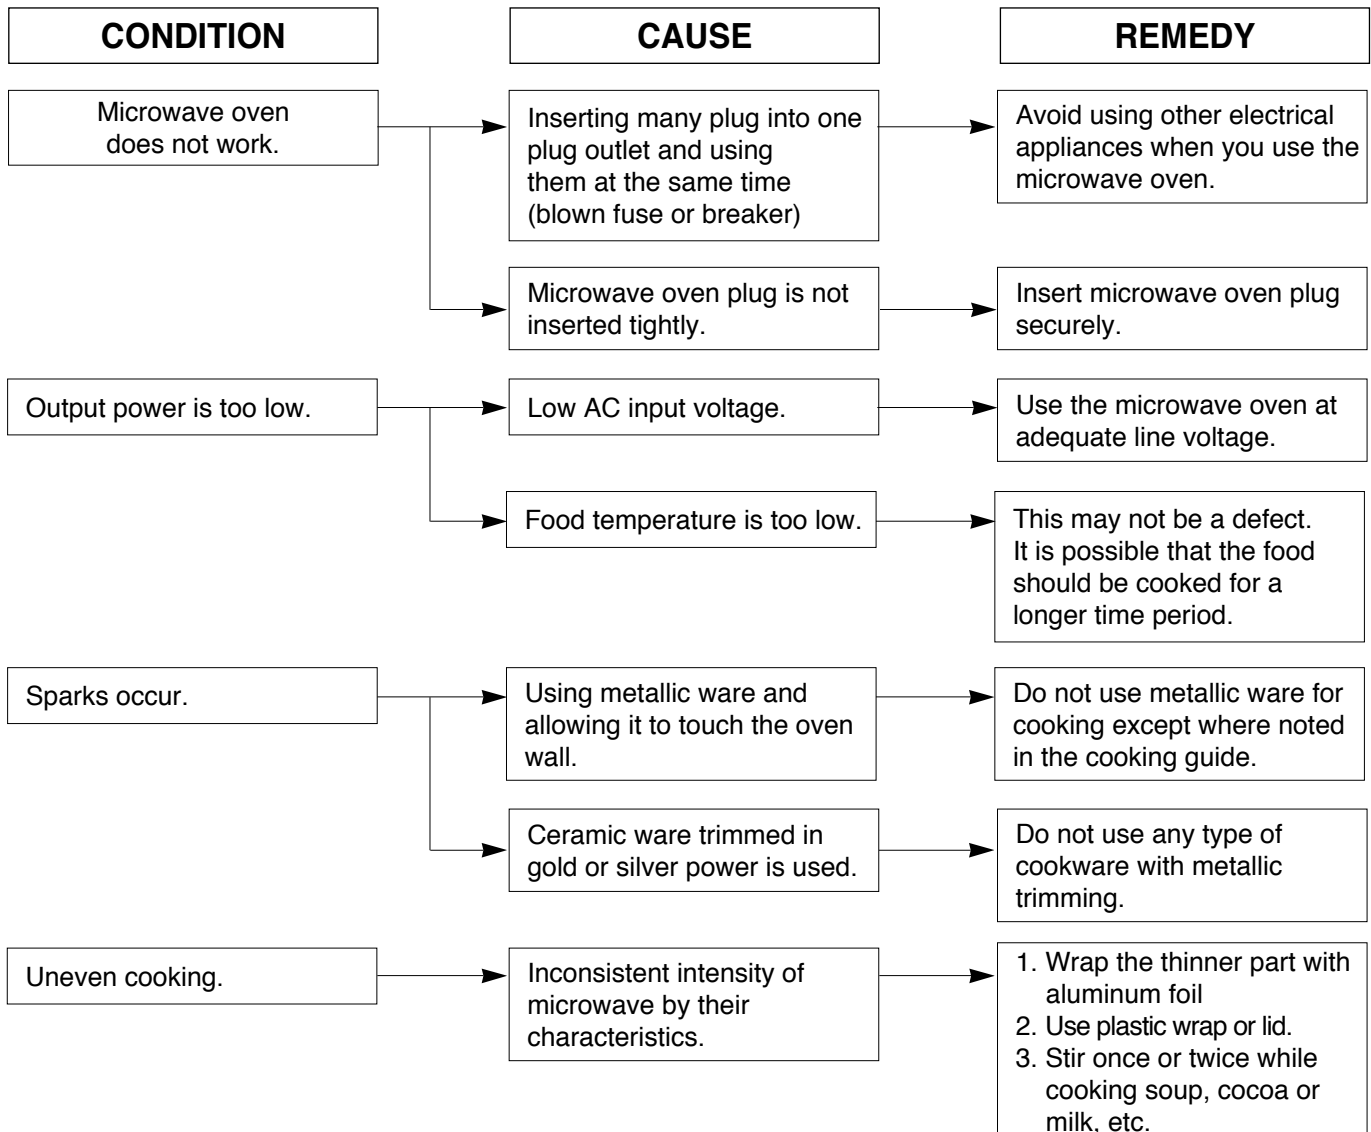 CONDITION
CAUSE
REMEDY
Microwave oven
does not work.
Inserting many plug into one
plug outlet and using
them at the same time
(blown fuse or breaker)
Avoid using other electrical
appliances when you use the
microwave oven.
Microwave oven plug is not
inserted tightly.
Insert microwave oven plug
securely.
Output power is too low.
Low AC input voltage.
Use the microwave oven at
adequate line voltage.
Food temperature is too low.
This may not be a defect.
It is possible that the food
should be cooked for a
longer time period.
Sparks occur.
Using metallic ware and
allowing it to touch the oven
wall.
Do not use metallic ware for
cooking except where noted
in the cooking guide.
Ceramic ware trimmed in
gold or silver power is used.
Do not use any type of
cookware with metallic
trimming.
Uneven cooking.
Inconsistent intensity of
microwave by their
characteristics.
1. Wrap the thinner part with
aluminum foil
2. Use plastic wrap or lid.
3. Stir once or twice while
cooking soup, cocoa or
milk, etc.